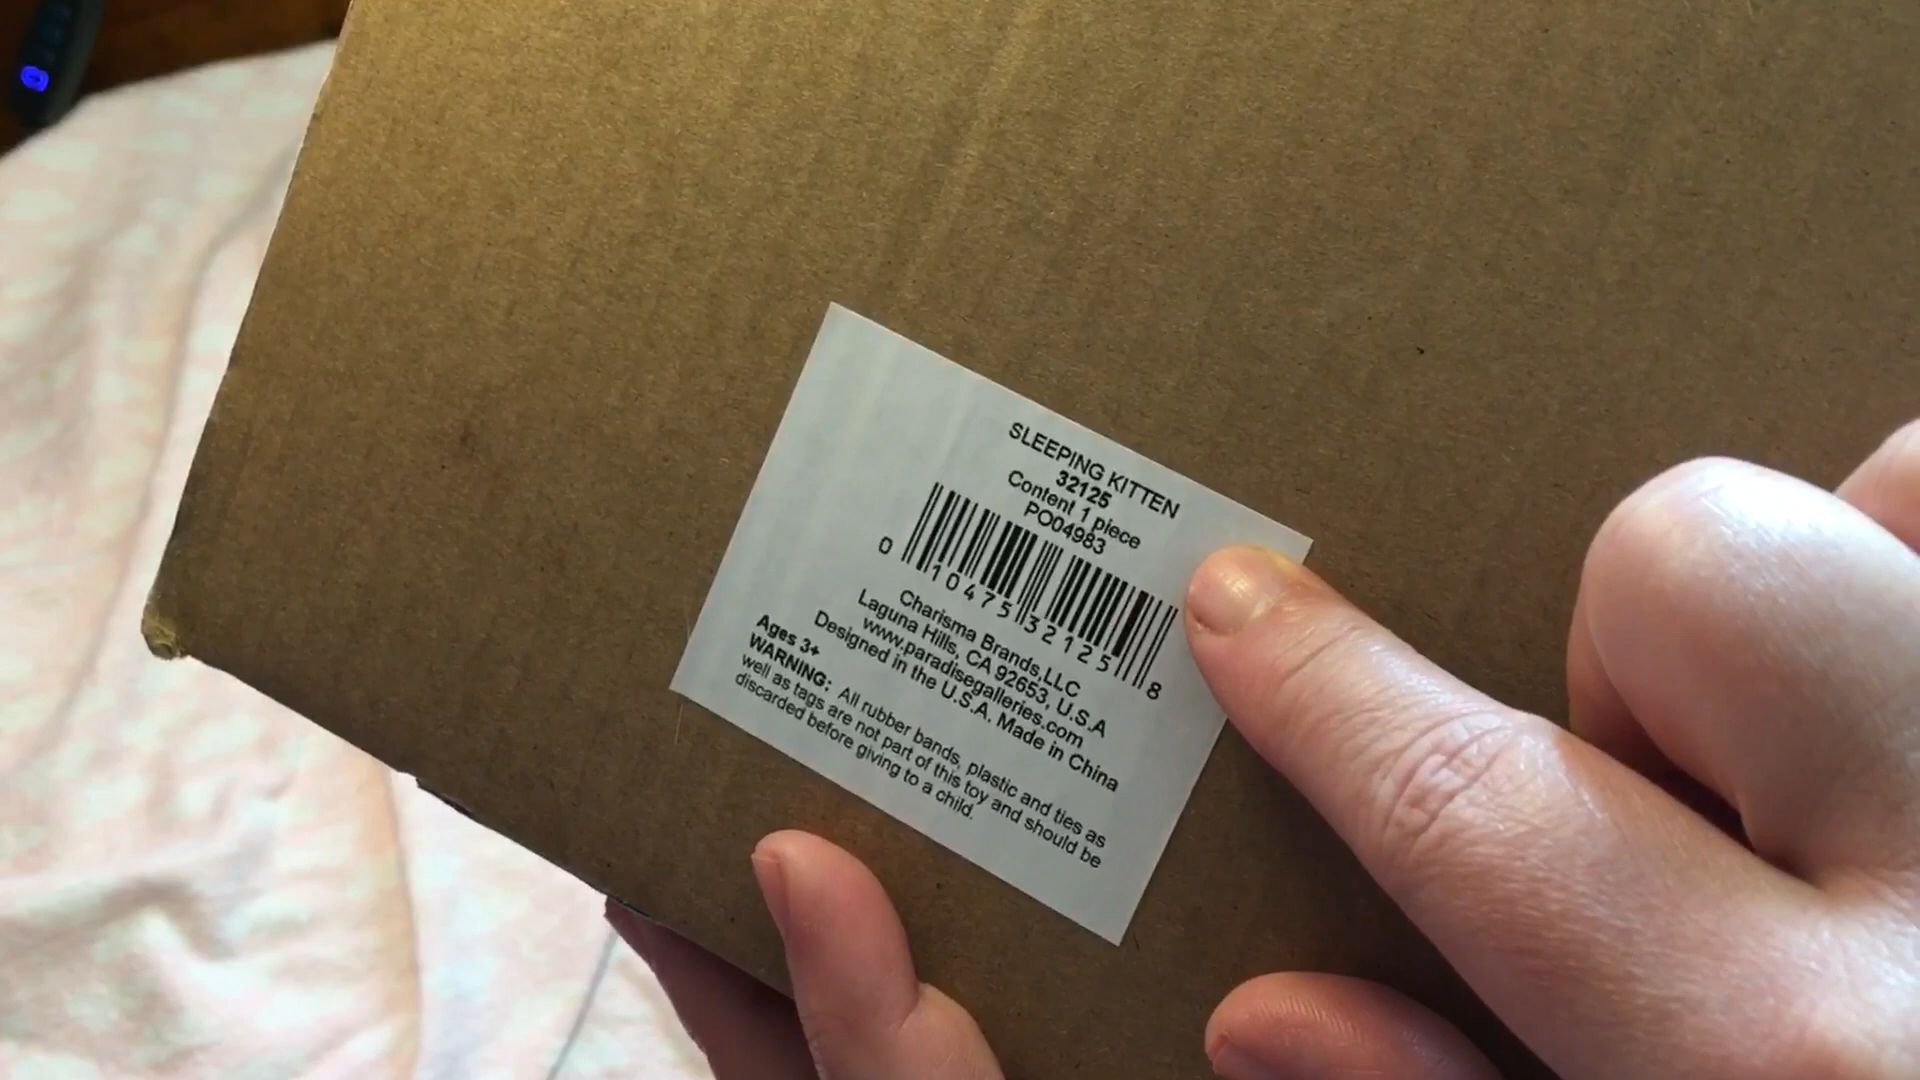 SLEEPING KITTEN
32125
Content 1 piece
PO04983
0 10475 32125 8
Charisma Brands,LLC
Laguna Hills, CA 92653, U.S.A
www.paradisegalleries.com
Designed in the U.S.A. Made in China
Ages 3+
WARNING: All rubber bands, plastic and ties as
well as tags are not part of this toy and should be
discarded before giving to a child.